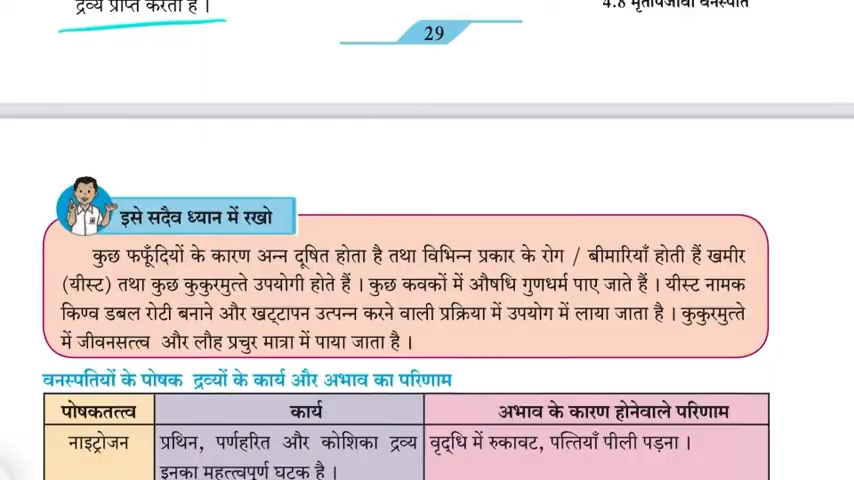 द्रव्य प्राप्त करती है ।
4.8 मृतोपजीवी वनस्पति
29
इसे सदैव ध्यान में रखो
कुछ फफूँदियों के कारण अन्न दूषित होता है तथा विभिन्न प्रकार के रोग / बीमारियाँ होती हैं खमीर
(यीस्ट) तथा कुछ कुकुरमुत्ते उपयोगी होते हैं । कुछ कवकों में औषधि गुणधर्म पाए जाते हैं । यीस्ट नामक
किण्व डबल रोटी बनाने और खट्टापन उत्पन्न करने वाली प्रक्रिया में उपयोग में लाया जाता है । कुकुरमुत्ते
में जीवनसत्त्व और लौह प्रचुर मात्रा में पाया जाता है ।
वनस्पतियों के पोषक द्रव्यों के कार्य और अभाव का परिणाम
पोषकतत्त्व कार्य अभाव के कारण होनेवाले परिणाम
नाइट्रोजन प्रथिन, पर्णहरित और कोशिका द्रव्य वृद्धि में रुकावट, पत्तियाँ पीली पड़ना ।
इनका महत्त्वपूर्ण घटक है ।